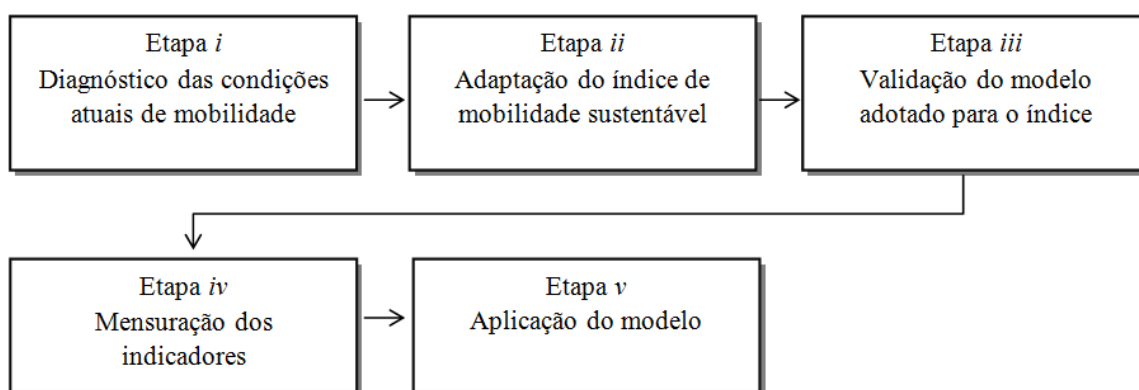 Etapa i
Diagnóstico das condições
atuais de mobilidade
Etapa ii
Adaptação do índice de
mobilidade sustentável
Etapa iii
Validação do modelo
adotado para o índice
Etapa iv
Mensuração dos
indicadores
Etapa v
Aplicação do modelo